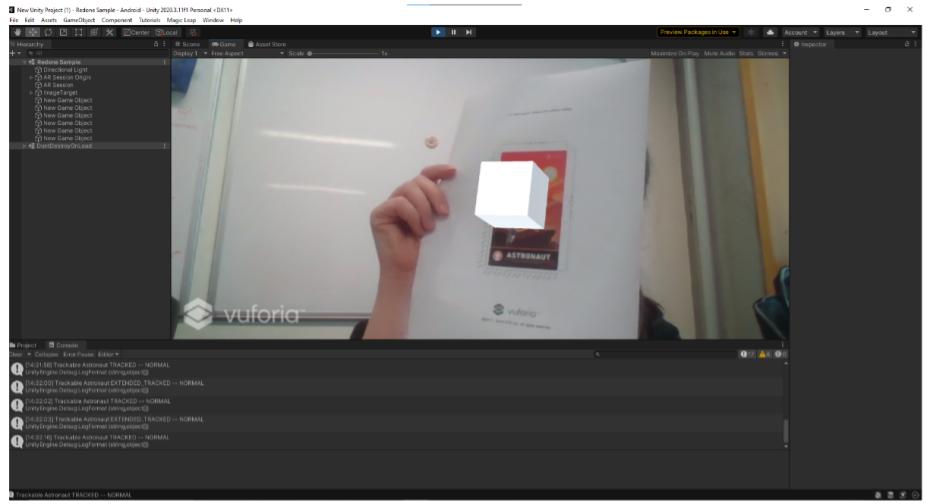 New Unity Project (1) - Redone Sample - Android - Unity 2020.3.11f1 Personal <DX11>
File Edit Assets GameObject Component Tutorials Magic Leap Window Help
Center Local Preview Packages in Use Account Layers Layout
Hierarchy Scene Game Asset Store Inspector
Display 1 Free Aspect Scale 1x Maximize On Play Mute Audio Stats Gizmos
Redone Sample
Directional Light
AR Session Origin
AR Session
ImageTarget
New Game Object
New Game Object
New Game Object
New Game Object
New Game Object
New Game Object
DontDestroyOnLoad
ASTRONAUT
vuforia
vuforia
Project Console
Clear Collapse Error Pause Editor
[14:31:58] Trackable Astronaut TRACKED -- NORMAL
UnityEngine.Debug:LogFormat (string,object[])
[14:32:00] Trackable Astronaut EXTENDED_TRACKED -- NORMAL
UnityEngine.Debug:LogFormat (string,object[])
[14:32:02] Trackable Astronaut TRACKED -- NORMAL
UnityEngine.Debug:LogFormat (string,object[])
[14:32:03] Trackable Astronaut EXTENDED_TRACKED -- NORMAL
UnityEngine.Debug:LogFormat (string,object[])
[14:32:16] Trackable Astronaut TRACKED -- NORMAL
UnityEngine.Debug:LogFormat (string,object[])
Trackable Astronaut TRACKED -- NORMAL